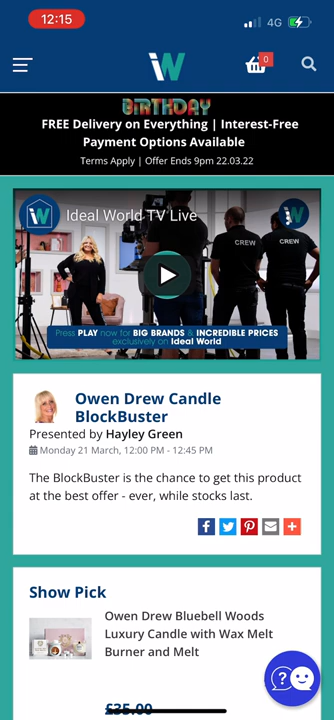 12:15
4G
iW
0
BIRTHDAY
FREE Delivery on Everything | Interest-Free
Payment Options Available
Terms Apply | Offer Ends 9pm 22.03.22
iW
Ideal World TV Live
iW
CREW
CREW
Press PLAY now for BIG BRANDS & INCREDIBLE PRICES
exclusively on Ideal World
Owen Drew Candle
BlockBuster
Presented by Hayley Green
Monday 21 March, 12:00 PM - 12:45 PM
The BlockBuster is the chance to get this product
at the best offer - ever, while stocks last.
Show Pick
Owen Drew Bluebell Woods
Luxury Candle with Wax Melt
Burner and Melt
£35.00